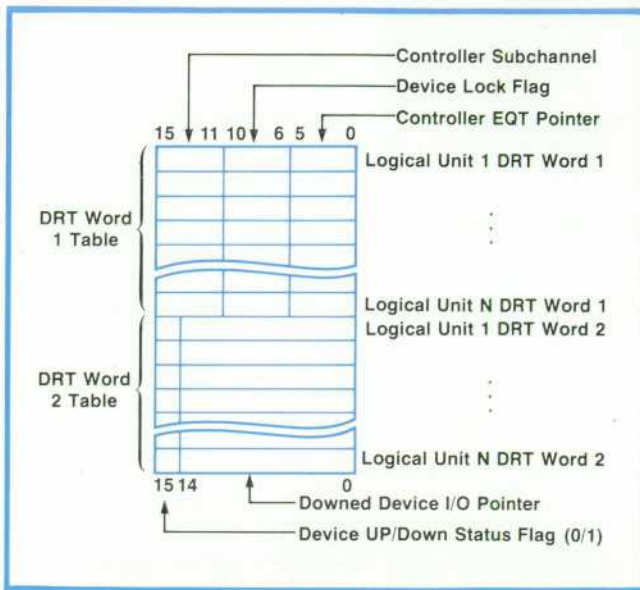 Controller Subchannel
Device Lock Flag
Controller EQT Pointer
15 11 10 6 5 0
Logical Unit 1 DRT Word 1
DRT Word
1 Table
Logical Unit N DRT Word 1
Logical Unit 1 DRT Word 2
DRT Word
2 Table
Logical Unit N DRT Word 2
15 14 0
Downed Device I/O Pointer
Device UP/Down Status Flag (0/1)